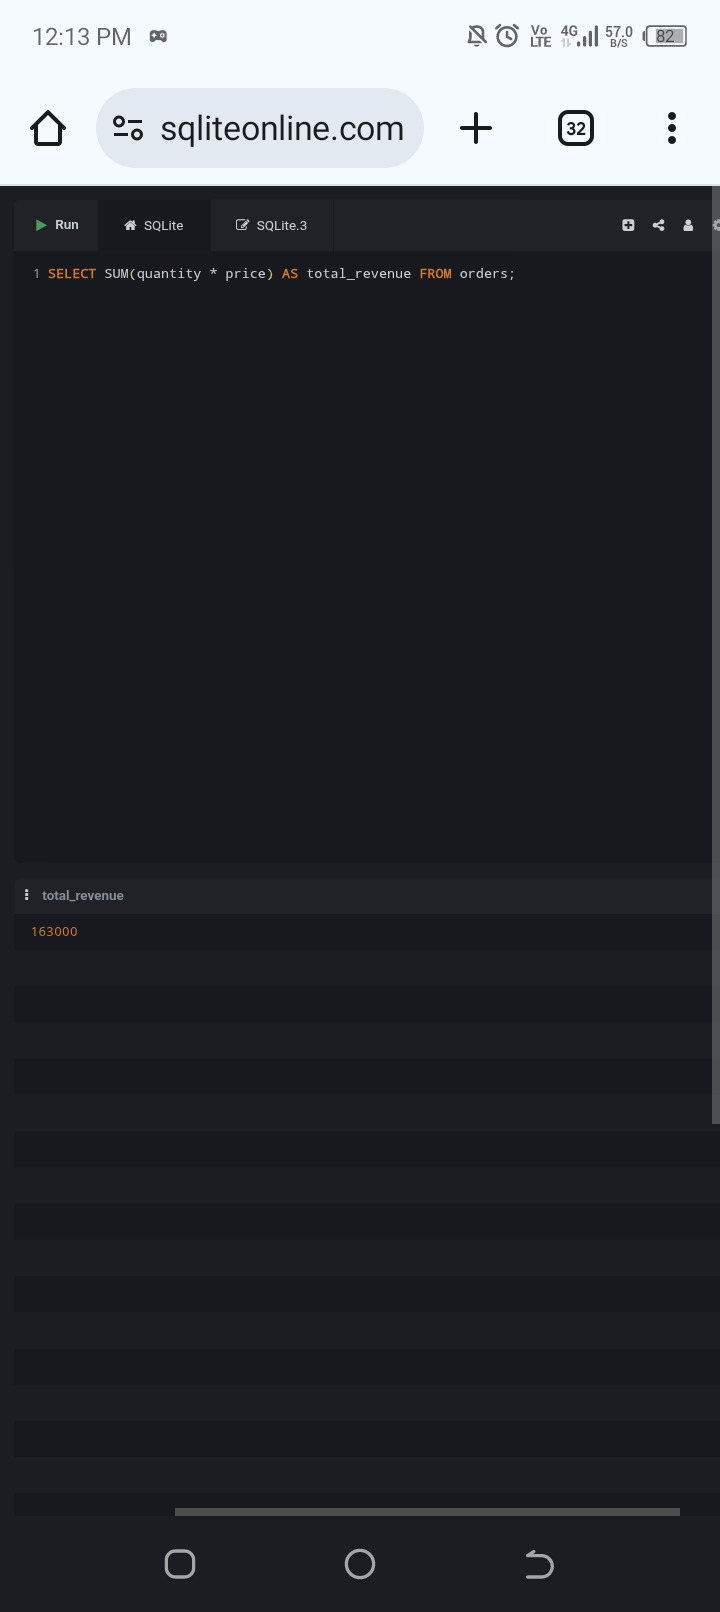 12:13 PM
Vo LTE 4G 57.0 B/S 82
sqliteonline.com
32
Run SQLite SQLite.3
1 SELECT SUM(quantity * price) AS total_revenue FROM orders;
total_revenue
163000